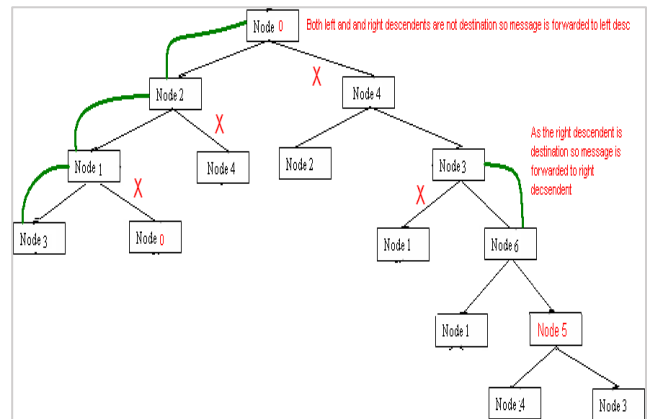 Node 0
Both left and and right descendents are not destination so message is forwarded to left desc
X
Node 2
Node 4
X
As the right descendent is
destination so message is
forwarded to right
decsendent
Node 1
Node 4
Node 2
Node 3
X
X
Node 3
Node 0
Node 1
Node 6
Node 1
Node 5
Node 4
Node 3